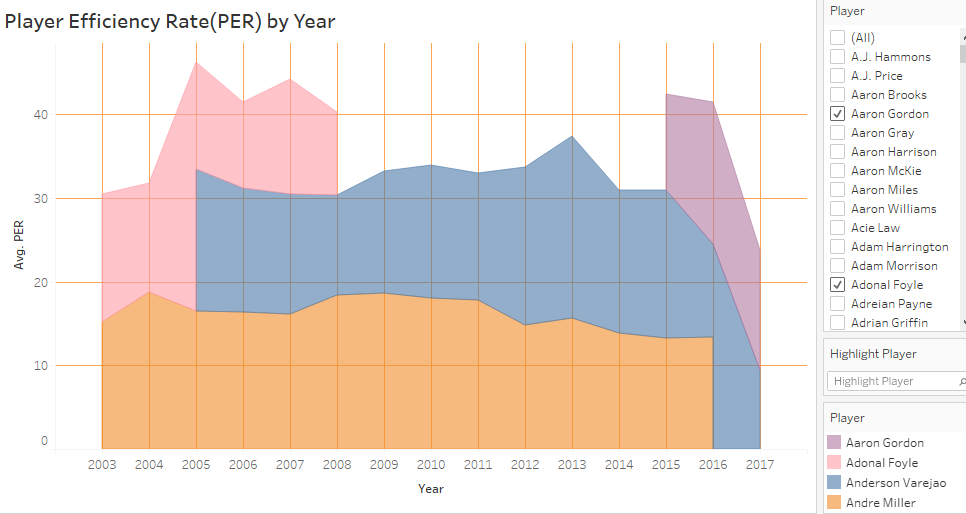 Player Efficiency Rate(PER) by Year
Avg. PER
40
30
20
10
0
2003 2004 2005 2006 2007 2008 2009 2010 2011 2012 2013 2014 2015 2016 2017
Year
Player
(All)
A.J. Hammons
A.J. Price
Aaron Brooks
Aaron Gordon
Aaron Gray
Aaron Harrison
Aaron McKie
Aaron Miles
Aaron Williams
Acie Law
Adam Harrington
Adam Morrison
Adonal Foyle
Adreian Payne
Adrian Griffin
Highlight Player
Highlight Player
Player
Aaron Gordon
Adonal Foyle
Anderson Varejao
Andre Miller